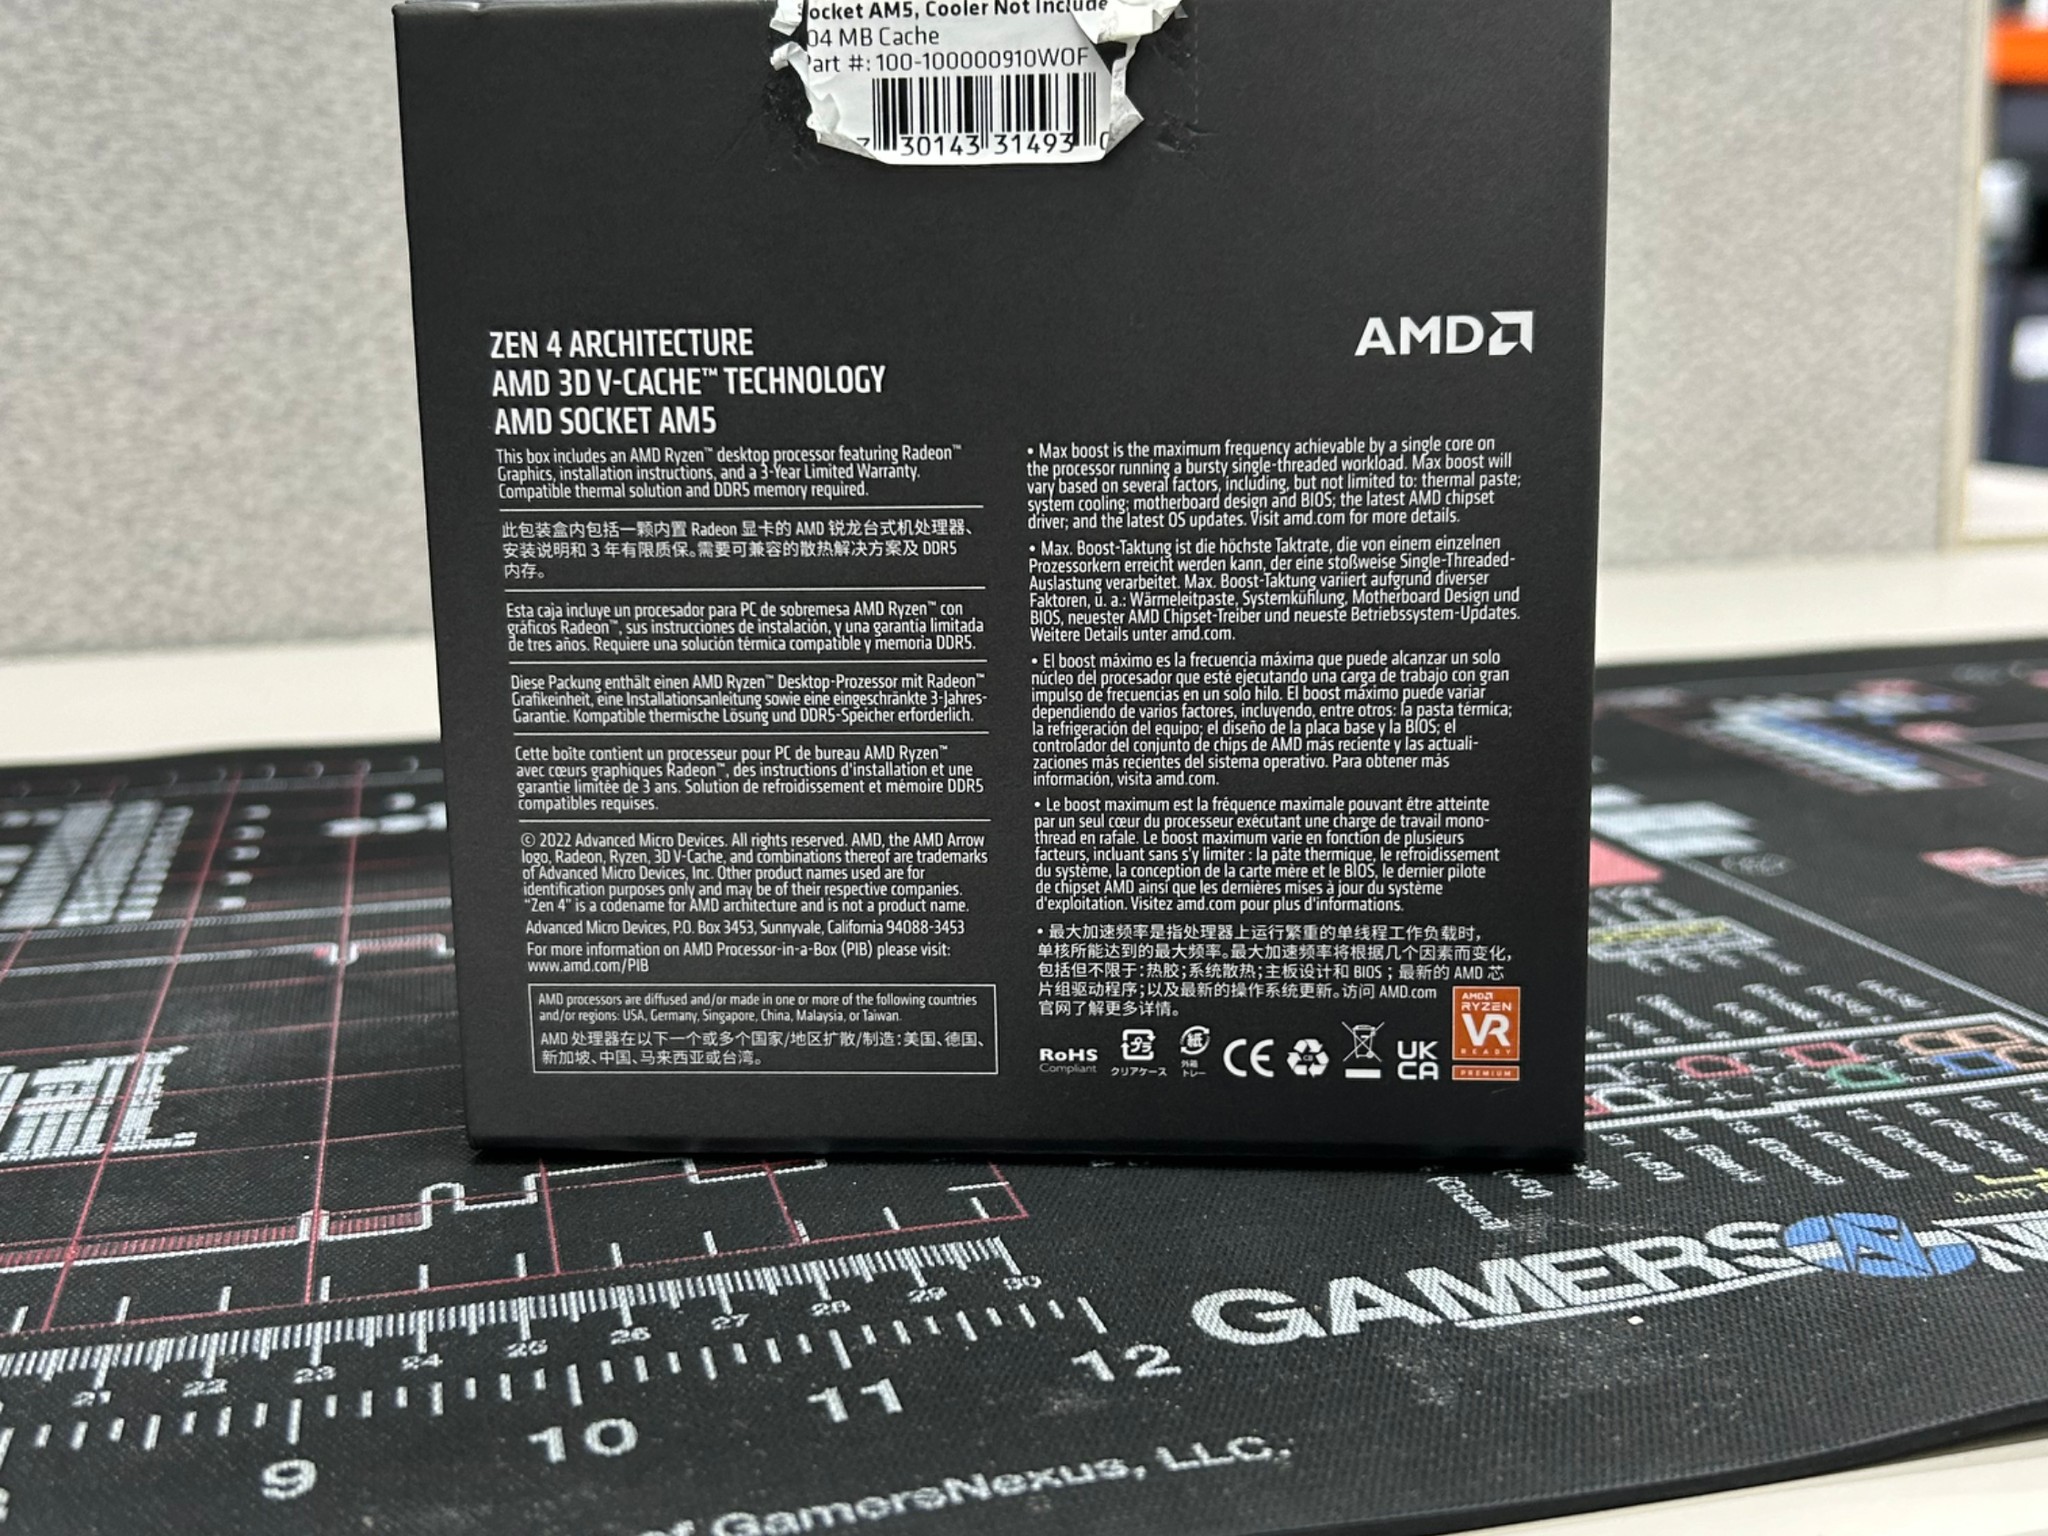 ocket AM5, Cooler Not Include
04 MB Cache
art #: 100-100000910WOF
7 30143 31493 0
ZEN 4 ARCHITECTURE
AMD 3D V-CACHE™ TECHNOLOGY
AMD SOCKET AM5
This box includes an AMD Ryzen™ desktop processor featuring Radeon™
Graphics, installation instructions, and a 3-Year Limited Warranty.
Compatible thermal solution and DDR5 memory required.
此包装盒内包括一颗内置 Radeon 显卡的 AMD 锐龙台式机处理器、
安装说明和 3 年有限质保。需要可兼容的散热解决方案及 DDR5
内存。
Esta caja incluye un procesador para PC de sobremesa AMD Ryzen™ con
gráficos Radeon™, sus instrucciones de instalación, y una garantía limitada
de tres años. Requiere una solución térmica compatible y memoria DDR5.
Diese Packung enthält einen AMD Ryzen™ Desktop-Prozessor mit Radeon™
Grafikeinheit, eine Installationsanleitung sowie eine eingeschränkte 3-Jahres-
Garantie. Kompatible thermische Lösung und DDR5-Speicher erforderlich.
Cette boîte contient un processeur pour PC de bureau AMD Ryzen™
avec cœurs graphiques Radeon™, des instructions d'installation et une
garantie limitée de 3 ans. Solution de refroidissement et mémoire DDR5
compatibles requises.
© 2022 Advanced Micro Devices. All rights reserved. AMD, the AMD Arrow
logo, Radeon, Ryzen, 3D V-Cache, and combinations thereof are trademarks
of Advanced Micro Devices, Inc. Other product names used are for
identification purposes only and may be of their respective companies.
"Zen 4" is a codename for AMD architecture and is not a product name.
Advanced Micro Devices, P.O. Box 3453, Sunnyvale, California 94088-3453
For more information on AMD Processor-in-a-Box (PIB) please visit:
www.amd.com/PIB
AMD processors are diffused and/or made in one or more of the following countries
and/or regions: USA, Germany, Singapore, China, Malaysia, or Taiwan.
AMD 处理器在以下一个或多个国家/地区扩散/制造：美国、德国、
新加坡、中国、马来西亚或台湾。
AMD
• Max boost is the maximum frequency achievable by a single core on
the processor running a bursty single-threaded workload. Max boost will
vary based on several factors, including, but not limited to: thermal paste;
system cooling; motherboard design and BIOS; the latest AMD chipset
driver; and the latest OS updates. Visit amd.com for more details.
• Max. Boost-Taktung ist die höchste Taktrate, die von einem einzelnen
Prozessorkern erreicht werden kann, der eine stoßweise Single-Threaded-
Auslastung verarbeitet. Max. Boost-Taktung variiert aufgrund diverser
Faktoren, u. a.: Wärmeleitpaste, Systemkühlung, Motherboard Design und
BIOS, neuester AMD Chipset-Treiber und neueste Betriebssystem-Updates.
Weitere Details unter amd.com.
• El boost máximo es la frecuencia máxima que puede alcanzar un solo
núcleo del procesador que esté ejecutando una carga de trabajo con gran
impulso de frecuencias en un solo hilo. El boost máximo puede variar
dependiendo de varios factores, incluyendo, entre otros: la pasta térmica;
la refrigeración del equipo; el diseño de la placa base y la BIOS; el
controlador del conjunto de chips de AMD más reciente y las actuali-
zaciones más recientes del sistema operativo. Para obtener más
información, visita amd.com.
• Le boost maximum est la fréquence maximale pouvant être atteinte
par un seul cœur du processeur exécutant une charge de travail mono-
thread en rafale. Le boost maximum varie en fonction de plusieurs
facteurs, incluant sans s'y limiter : la pâte thermique, le refroidissement
du système, la conception de la carte mère et le BIOS, le dernier pilote
de chipset AMD ainsi que les dernières mises à jour du système
d'exploitation. Visitez amd.com pour plus d'informations.
• 最大加速频率是指处理器上运行繁重的单线程工作负载时，
单核所能达到的最大频率。最大加速频率将根据几个因素而变化，
包括但不限于：热胶；系统散热；主板设计和 BIOS；最新的 AMD 芯
片组驱动程序；以及最新的操作系统更新。访问 AMD.com
官网了解更多详情。
RoHS
Compliant
プラ
クリアケース
紙
外箱
トレー
CE
UK
CA
AMD
RYZEN
VR
READY
PREMIUM
GAMERS
21 22 23 24 25 26 27 28 29 30
9 10 11 12
of GamersNexus, LLC.
(Ground)